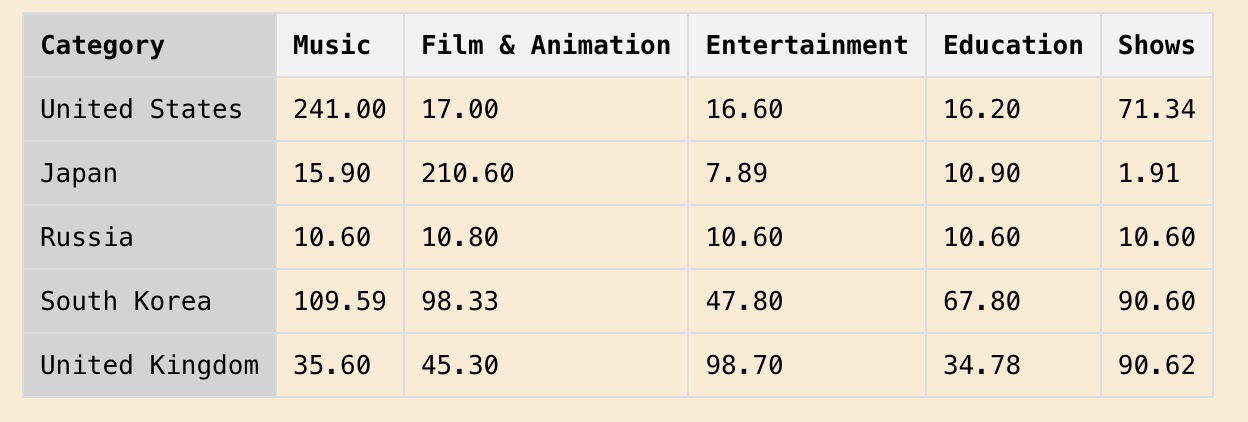 Category Music Film & Animation Entertainment Education Shows
United States 241.00 17.00 16.60 16.20 71.34
Japan 15.90 210.60 7.89 10.90 1.91
Russia 10.60 10.80 10.60 10.60 10.60
South Korea 109.59 98.33 47.80 67.80 90.60
United Kingdom 35.60 45.30 98.70 34.78 90.62